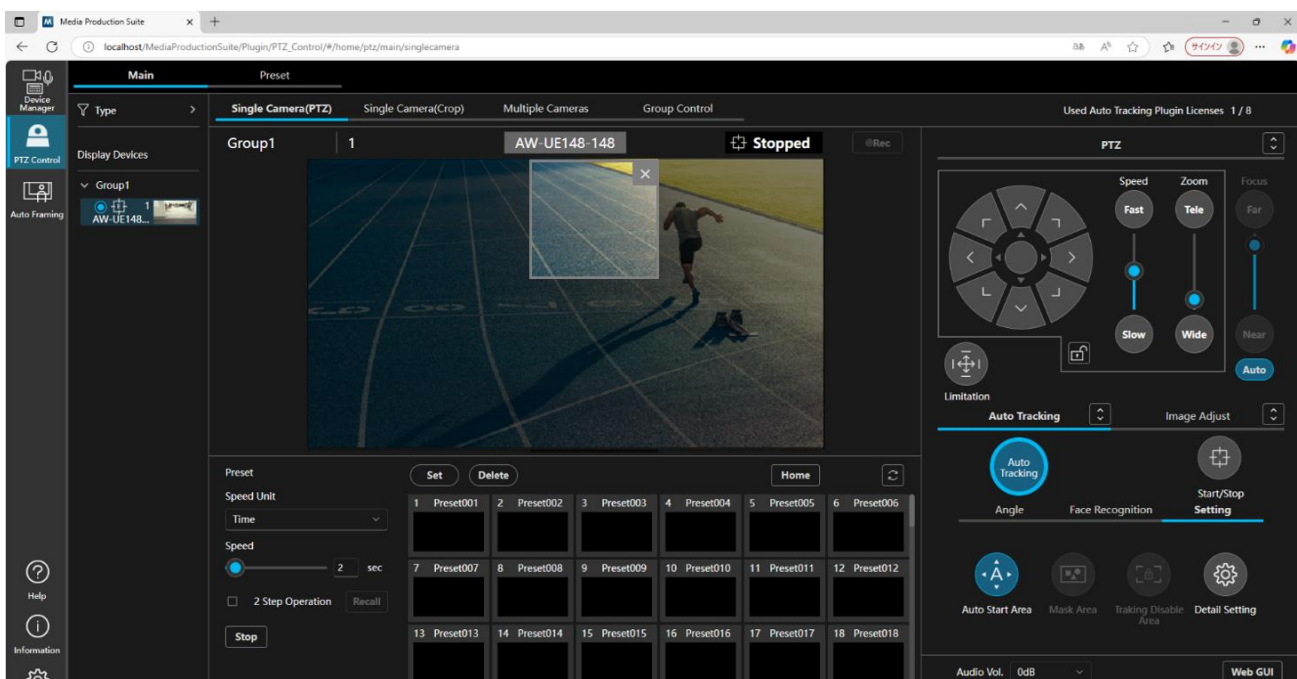 Media Production Suite
localhost/MediaProductionSuite/Plugin/PTZ_Control/#/home/ptz/main/singlecamera
サインイン
Device Manager
PTZ Control
Auto Framing
Help
Information
Main Preset
Type
Display Devices
Group1
1
AW-UE148...
Single Camera(PTZ) Single Camera(Crop) Multiple Cameras Group Control
Used Auto Tracking Plugin Licenses 1 / 8
Group1 1 AW-UE148-148 Stopped Rec
Preset
Speed Unit
Time
Speed
2 sec
2 Step Operation Recall
Stop
Set Delete Home
1 Preset001 2 Preset002 3 Preset003 4 Preset004 5 Preset005 6 Preset006
7 Preset007 8 Preset008 9 Preset009 10 Preset010 11 Preset011 12 Preset012
13 Preset013 14 Preset014 15 Preset015 16 Preset016 17 Preset017 18 Preset018
PTZ
Speed Zoom Focus
Fast Tele Far
Slow Wide Near
Auto
Limitation
Auto Tracking Image Adjust
Auto Tracking
Start/Stop
Angle Face Recognition Setting
Auto Start Area Mask Area Traking Disable Area Detail Setting
Audio Vol. 0dB Web GUI